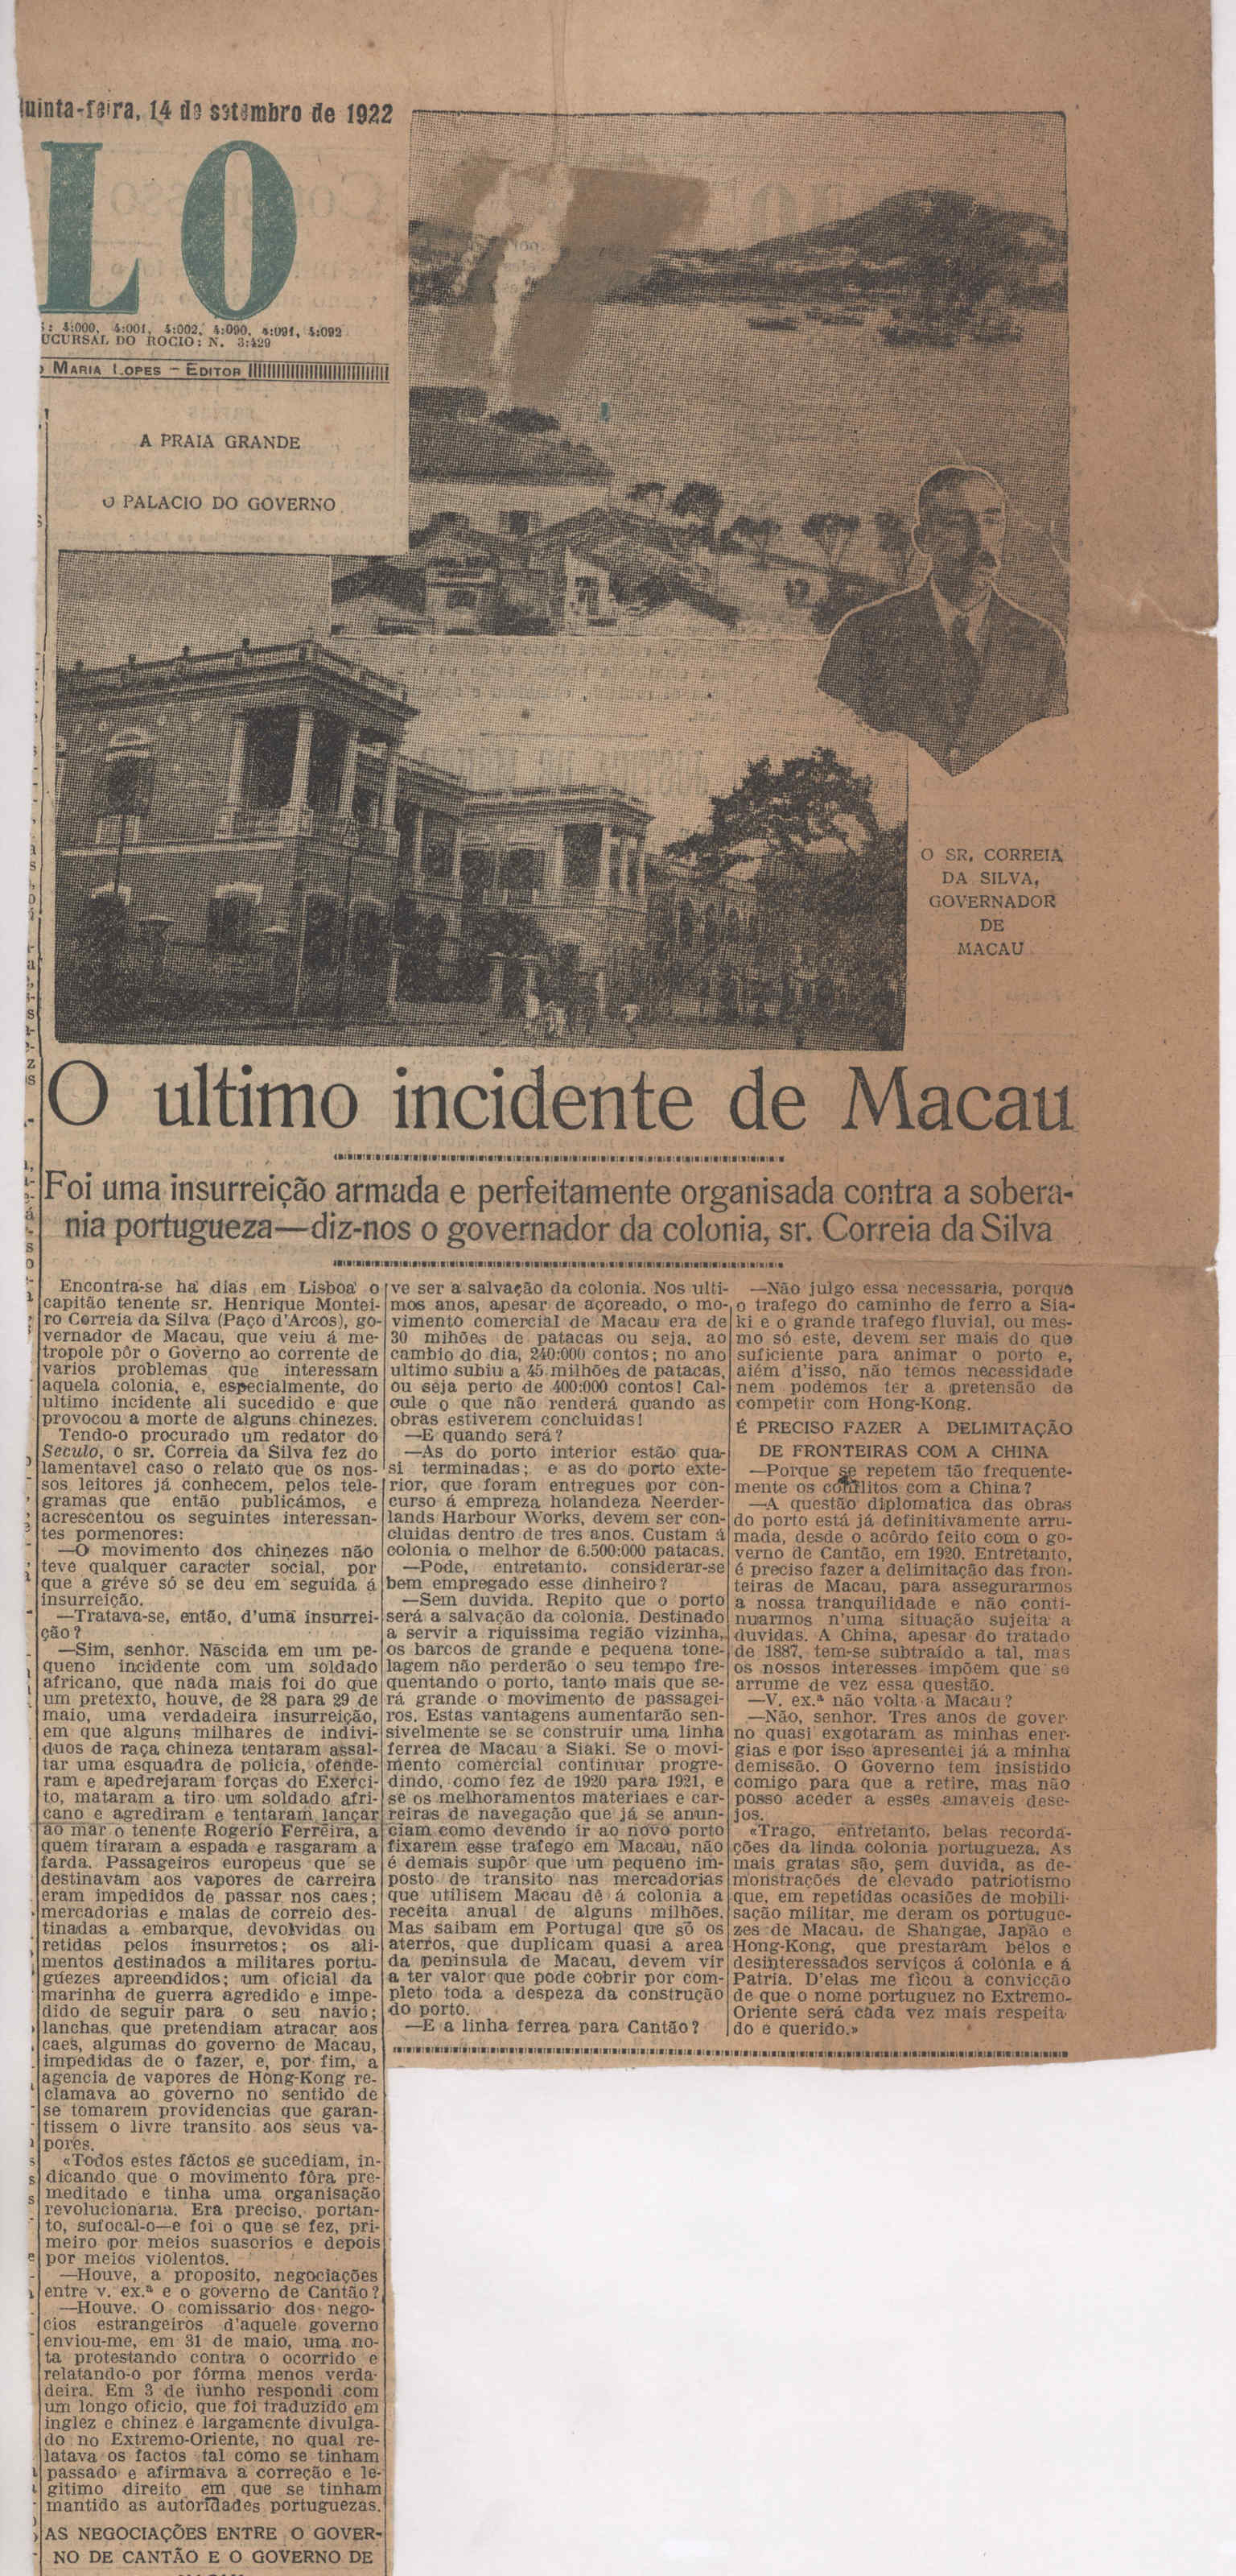 quinta-feira, 14 de setembro de 1922
LO
S: 4:000, 4:001, 4:002, 4:090, 4:091, 4:092
UCURSAL DO ROCIO: N. 3:429
O MARIA LOPES — EDITOR
A PRAIA GRANDE
O PALACIO DO GOVERNO
O SR. CORREIA
DA SILVA,
GOVERNADOR
DE
MACAU
O ultimo incidente de Macau
Foi uma insurreição armada e perfeitamente organisada contra a sobera-
nia portugueza—diz-nos o governador da colonia, sr. Correia da Silva
Encontra-se ha dias em Lisboa o
capitão tenente sr. Henrique Montei-
ro Correia da Silva (Paço d'Arcos), go-
vernador de Macau, que veiu á me-
tropole pôr o Governo ao corrente de
varios problemas que interessam
aquela colonia, e, especialmente, do
ultimo incidente ali sucedido e que
provocou a morte de alguns chinezes.
Tendo-o procurado um redator do
Seculo, o sr. Correia da Silva fez do
lamentavel caso o relato que os nos-
sos leitores já conhecem, pelos tele-
gramas que então publicámos, e
acrescentou os seguintes interessan-
tes pormenores:
—O movimento dos chinezes não
teve qualquer caracter social, por
que a gréve só se deu em seguida á
insurreição.
—Tratava-se, então, d'uma insurrei-
ção?
—Sim, senhor. Nascida em um pe-
queno incidente com um soldado
africano, que nada mais foi do que
um pretexto, houve, de 28 para 29 de
maio, uma verdadeira insurreição,
em que alguns milhares de indivi-
duos de raça chineza tentaram assal-
tar uma esquadra de policia, ofende-
ram e apedrejaram forças do Exerci-
to, mataram a tiro um soldado afri-
cano e agrediram e tentaram lançar
ao mar o tenente Rogerio Ferreira, a
quem tiraram a espada e rasgaram a
farda. Passageiros europeus que se
destinavam aos vapores de carreira
eram impedidos de passar nos caes;
mercadorias e malas de correio des-
tinadas a embarque, devolvidas ou
retidas pelos insurretos; os ali-
mentos destinados a militares portu-
guezes apreendidos; um oficial da
marinha de guerra agredido e impe-
dido de seguir para o seu navio;
lanchas que pretendiam atracar aos
caes, algumas do governo de Macau,
impedidas de o fazer, e, por fim, a
agencia de vapores de Hong-Kong re-
clamava ao governo no sentido de
se tomarem providencias que garan-
tissem o livre transito aos seus va-
pores.
«Todos estes fáctos se sucediam, in-
dicando que o movimento fôra pre-
meditado e tinha uma organisação
revolucionaria. Era preciso, portan-
to, sufocal-o—e foi o que se fez, pri-
meiro por meios suasorios e depois
por meios violentos.
—Houve, a proposito, negociações
entre v. ex.ª e o governo de Cantão?
—Houve. O comissario dos nego-
cios estrangeiros d'aquele governo
enviou-me, em 31 de maio, uma no-
ta protestando contra o ocorrido e
relatando-o por fórma menos verda-
deira. Em 3 de junho respondi com
um longo oficio, que foi traduzido em
inglez e chinez e largamente divulga-
do no Extremo-Oriente, no qual re-
latava os factos tal como se tinham
passado e afirmava a correção e le-
gitimo direito em que se tinham
mantido as autoridades portuguezas.
AS NEGOCIAÇÕES ENTRE O GOVER-
NO DE CANTÃO E O GOVERNO DE
ve ser a salvação da colonia. Nos ulti-
mos anos, apesar de açoreado, o mo-
vimento comercial de Macau era de
30 mihões de patacas ou seja, ao
cambio do dia, 240:000 contos; no ano
ultimo subiu a 45 milhões de patacas,
ou seja perto de 400:000 contos! Cal-
cule o que não renderá quando as
obras estiverem concluidas!
—E quando será?
—As do porto interior estão qua-
si terminadas; e as do porto exte-
rior, que foram entregues por con-
curso á empreza holandeza Neerder-
lands Harbour Works, devem ser con-
cluidas dentro de tres anos. Custam á
colonia o melhor de 6.500:000 patacas.
—Pode, entretanto, considerar-se
bem empregado esse dinheiro?
—Sem duvida. Repito que o porto
será a salvação da colonia. Destinado
a servir a riquissima região vizinha,
os barcos de grande e pequena tone-
lagem não perderão o seu tempo fre-
quentando o porto, tanto mais que se-
rá grande o movimento de passagei-
ros. Estas vantagens aumentarão sen-
sivelmente se se construir uma linha
ferrea de Macau a Siaki. Se o movi-
mento comercial continuar progre-
dindo, como fez de 1920 para 1921, e
se os melhoramentos materiaes e car-
reiras de navegação que já se anun-
ciam como devendo ir ao novo porto
fixarem esse trafego em Macau, não
é demais supôr que um pequeno im-
posto de transito nas mercadorias
que utilisem Macau dê á colonia a
receita anual de alguns milhões.
Mas saibam em Portugal que só os
aterros, que duplicam quasi a area
da peninsula de Macau, devem vir
a ter valor que pode cobrir por com-
pleto toda a despeza da construção
do porto.
—E a linha ferrea para Cantão?
—Não julgo essa necessaria, porque
o trafego do caminho de ferro a Sia-
ki e o grande trafego fluvial, ou mes-
mo só este, devem ser mais do que
suficiente para animar o porto e,
além d'isso, não temos necessidade
nem podemos ter a pretensão de
competir com Hong-Kong.
É PRECISO FAZER A DELIMITAÇÃO
DE FRONTEIRAS COM A CHINA
—Porque se repetem tão frequente-
mente os conflitos com a China?
—A questão diplomatica das obras
do porto está já definitivamente arru-
mada, desde o acôrdo feito com o go-
verno de Cantão, em 1920. Entretanto,
é preciso fazer a delimitação das fron-
teiras de Macau, para assegurarmos
a nossa tranquilidade e não conti-
nuarmos n'uma situação sujeita a
duvidas. A China, apesar do tratado
de 1887, tem-se subtraído a tal, mas
os nossos interesses impõem que se
arrume de vez essa questão.
—V. ex.ª não volta a Macau?
—Não, senhor. Tres anos de gover-
no quasi exgotaram as minhas ener-
gias e por isso apresentei já a minha
demissão. O Governo tem insistido
comigo para que a retire, mas não
posso aceder a esses amaveis dese-
jos.
«Trago, entretanto, belas recorda-
ções da linda colonia portugueza. As
mais gratas são, sem duvida, as de-
monstrações de elevado patriotismo
que, em repetidas ocasiões de mobili-
sação militar, me deram os portugue-
zes de Macau, de Shangae, Japão e
Hong-Kong, que prestaram belos e
desinteressados serviços á colonia e á
Patria. D'elas me ficou a convicção
de que o nome portuguez no Extremo-
Oriente será cada vez mais respeita-
do e querido.»